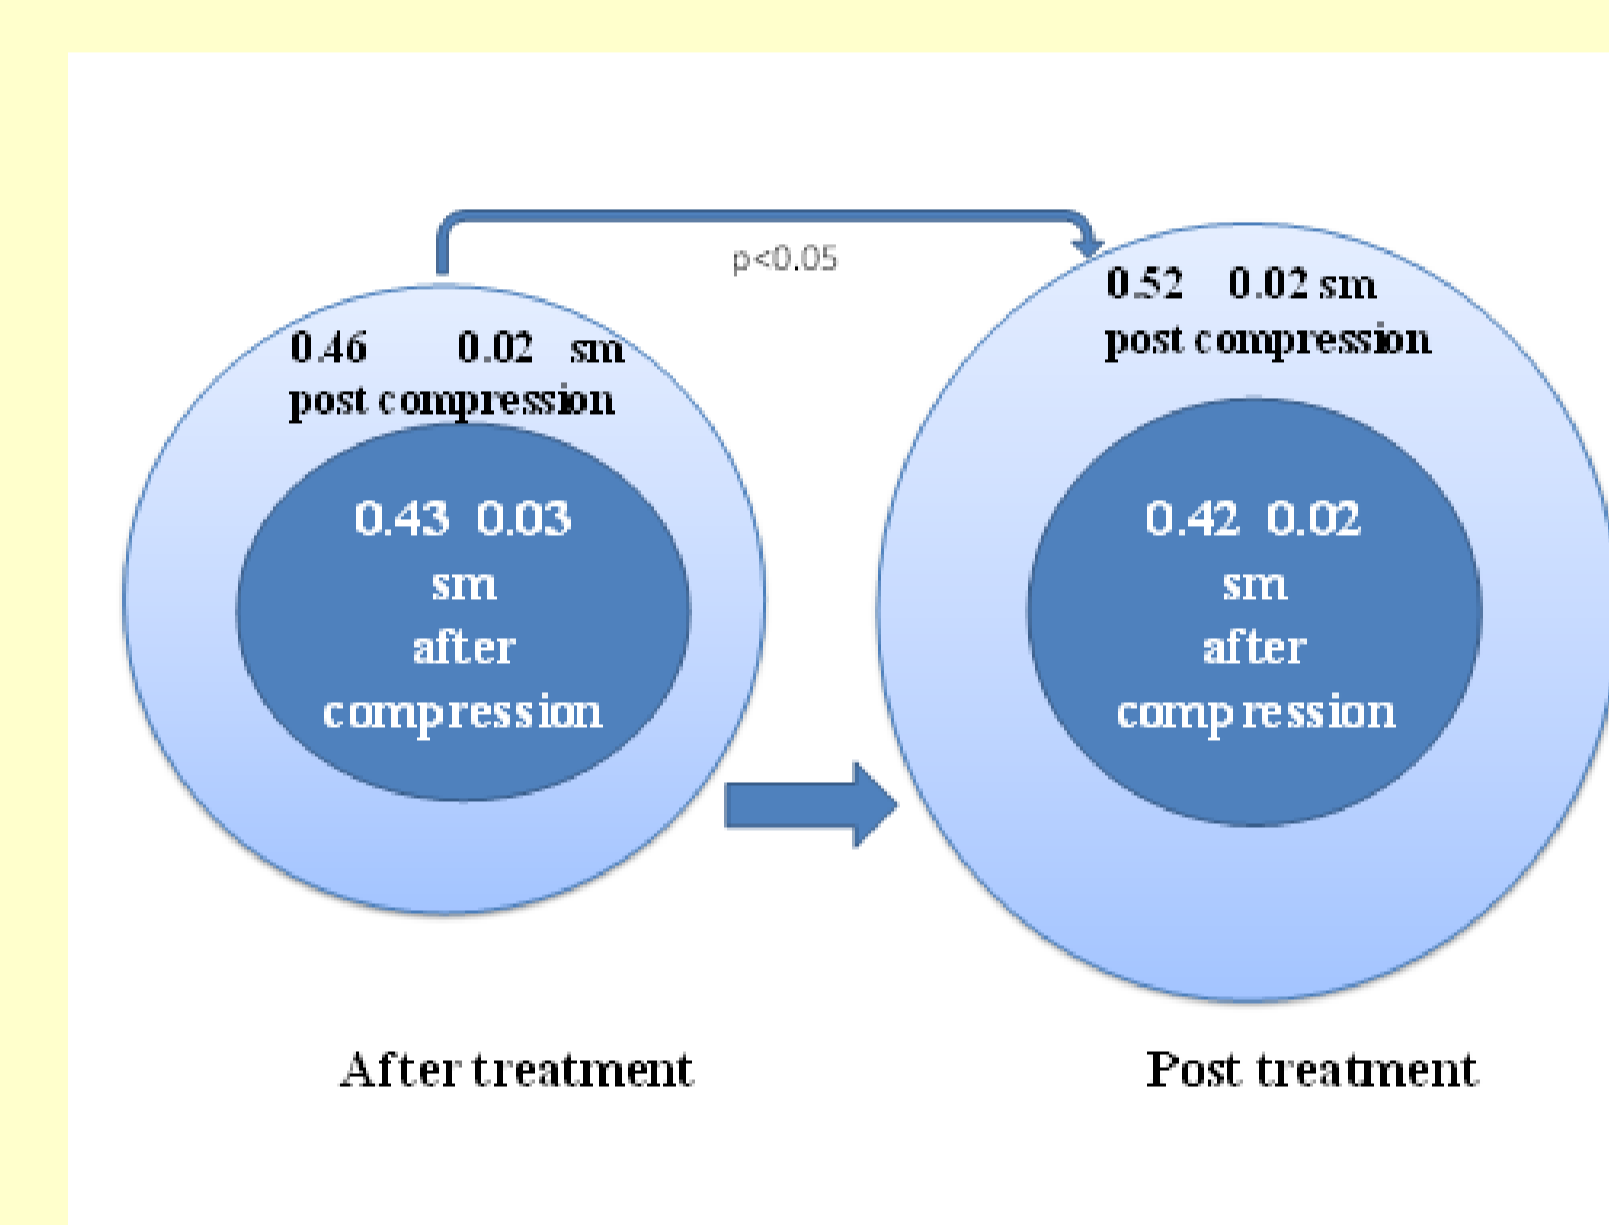 p<0.05
0.46 0.02 sm
post compression
0.43 0.03
sm
after
compression
0.52 0.02 sm
post compression
0.42 0.02
sm
after
compression
After treatment
Post treatment